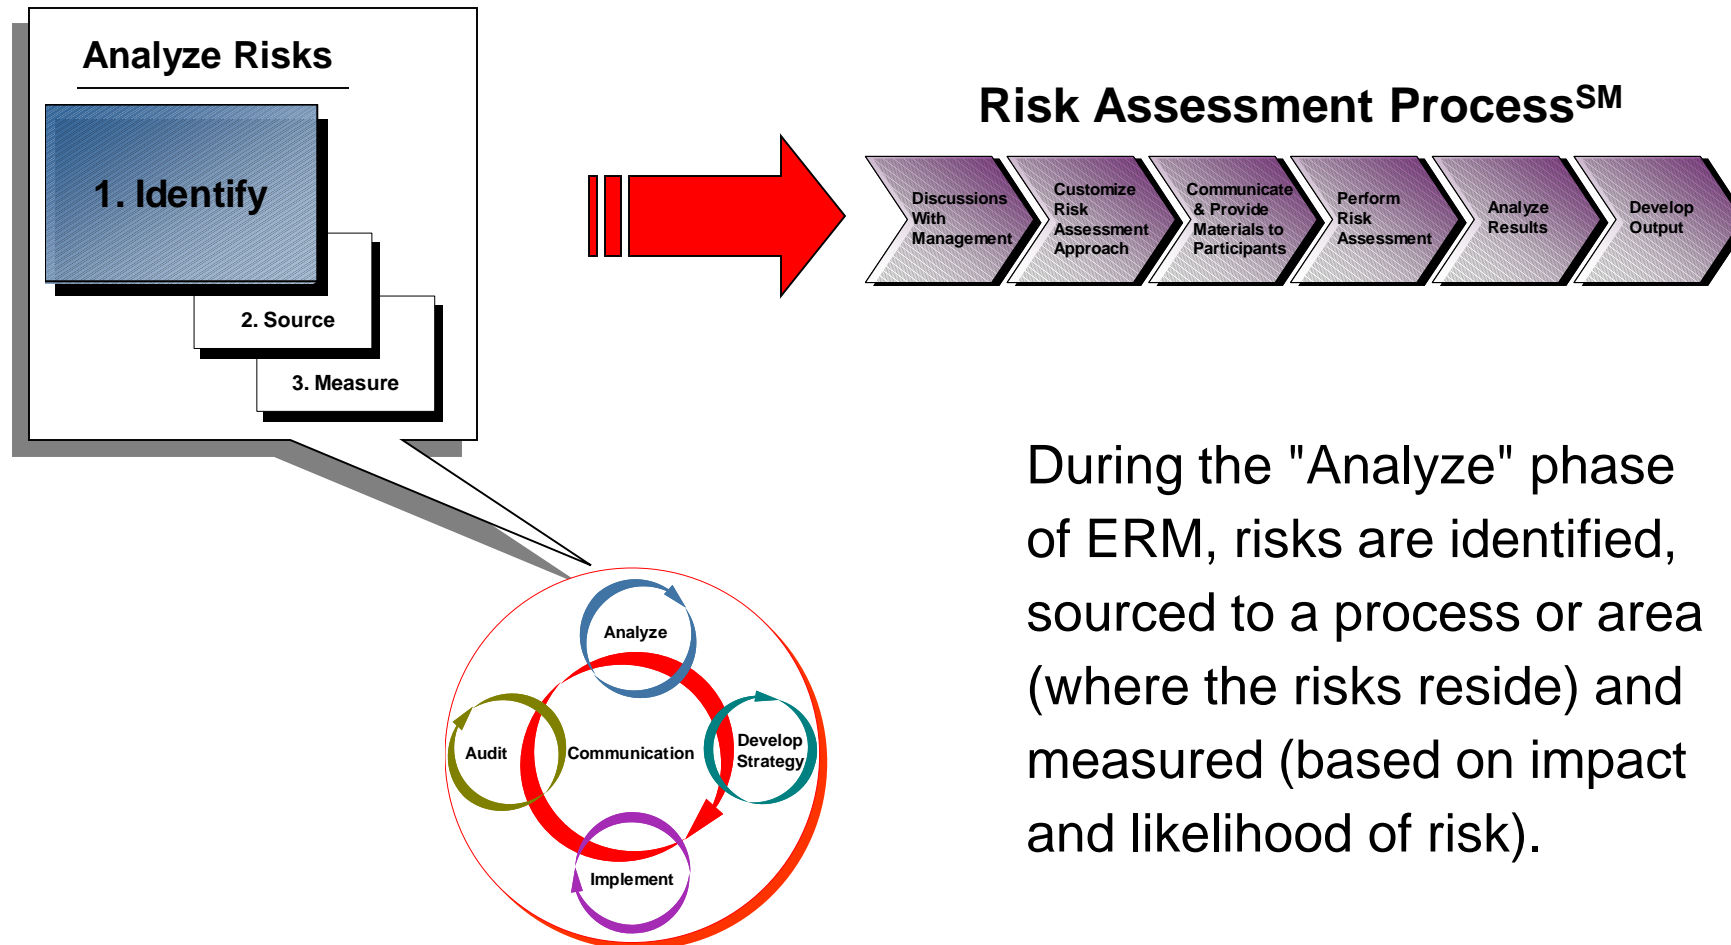 Analyze Risks
1. Identify
2. Source
3. Measure
Risk Assessment ProcessSM
Discussions
With
Management
Customize
Risk
Assessment
Approach
Communicate
& Provide
Materials to
Participants
Perform
Risk
Assessment
Analyze
Results
Develop
Output
During the "Analyze" phase
of ERM, risks are identified,
sourced to a process or area
(where the risks reside) and
measured (based on impact
and likelihood of risk).
Analyze
Audit
Communication
Develop
Strategy
Implement